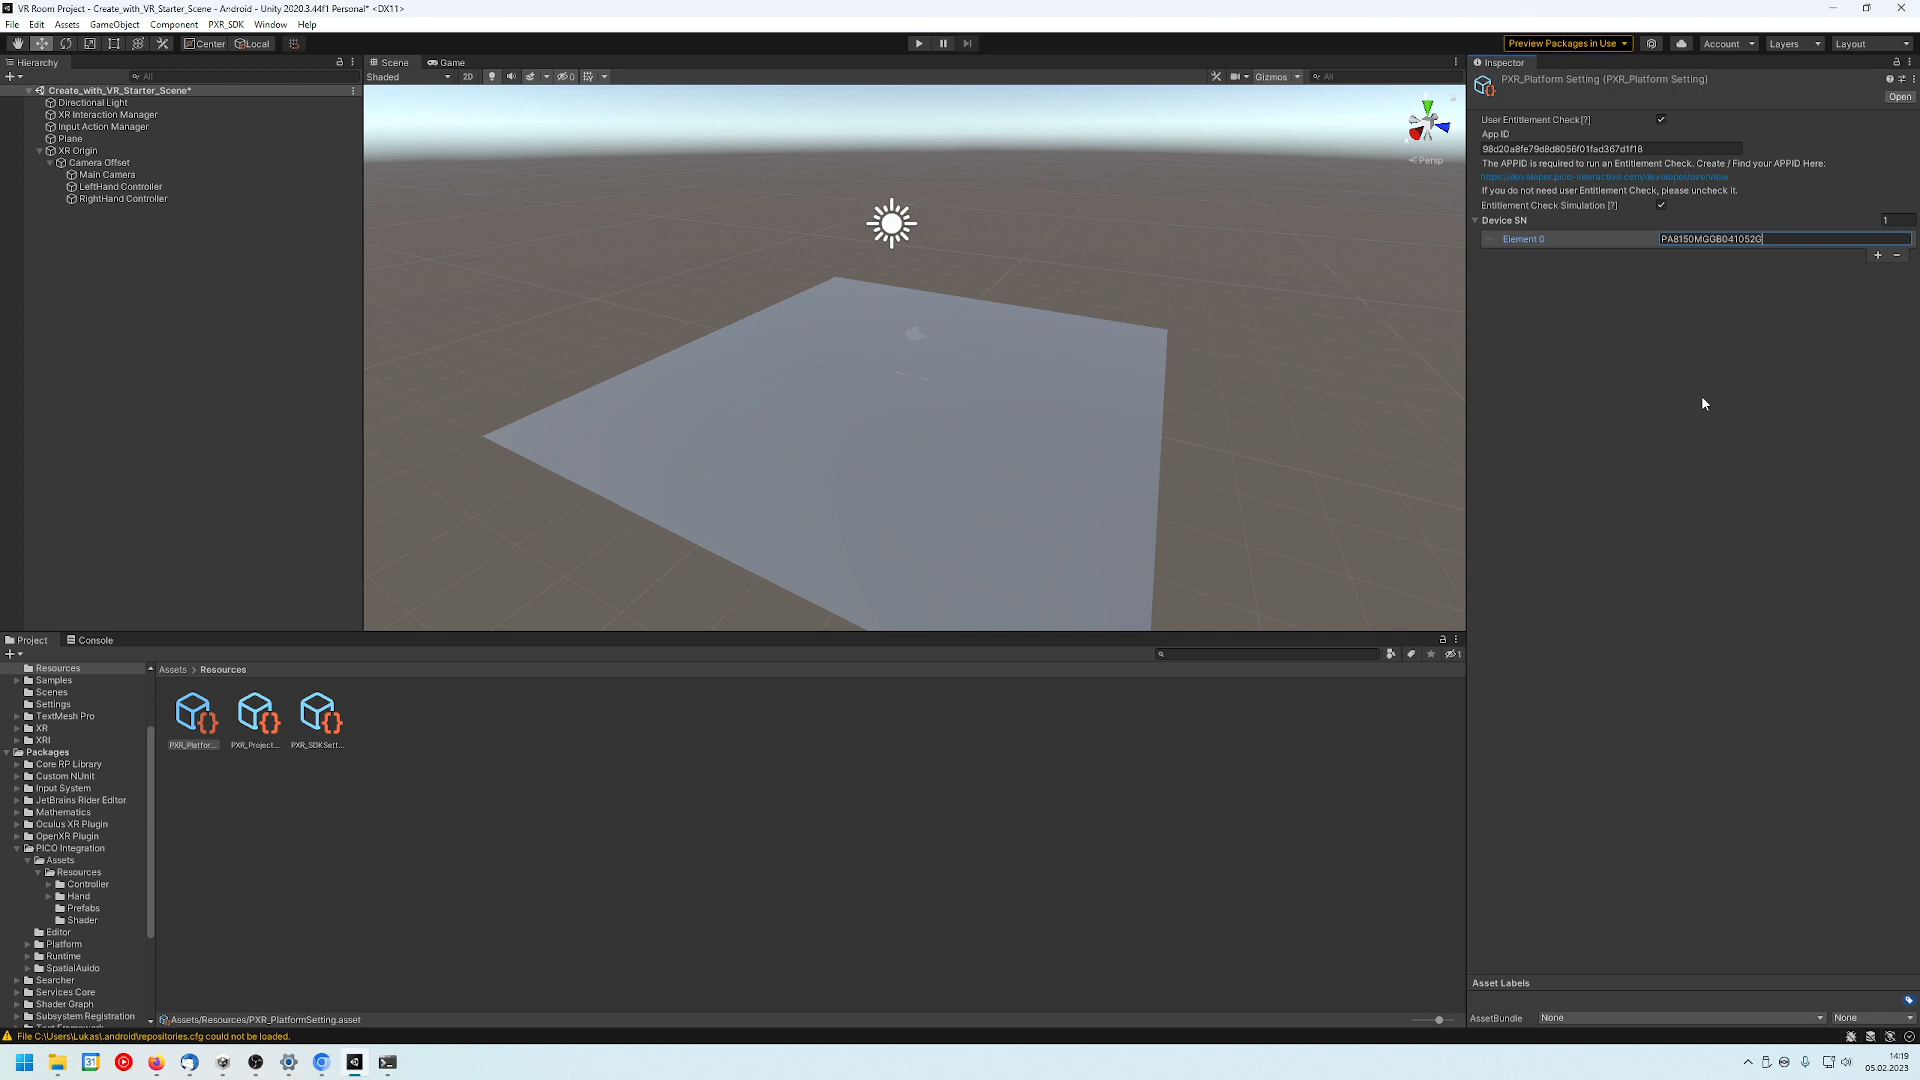 VR Room Project - Create_with_VR_Starter_Scene - Android - Unity 2020.3.44f1 Personal* <DX11>
File Edit Assets GameObject Component PXR_SDK Window Help
Center Local
Preview Packages in Use Account Layers Layout
Hierarchy
All
Create_with_VR_Starter_Scene*
Directional Light
XR Interaction Manager
Input Action Manager
Plane
XR Origin
Camera Offset
Main Camera
LeftHand Controller
RightHand Controller
Scene Game
Shaded 2D 0 Gizmos All
Persp
Inspector
PXR_Platform Setting (PXR_Platform Setting)
Open
User Entitlement Check[?]
App ID
98d20a8fe79d8d8056f01fad367d1f18
The APPID is required to run an Entitlement Check. Create / Find your APPID Here:
https://developer.pico-interactive.com/developer/overview
If you do not need user Entitlement Check, please uncheck it.
Entitlement Check Simulation [?]
Device SN 1
Element 0 PA8150MGGB041052G
Project Console
Resources
Samples
Scenes
Settings
TextMesh Pro
XR
XRI
Packages
Core RP Library
Custom NUnit
Input System
JetBrains Rider Editor
Mathematics
Oculus XR Plugin
OpenXR Plugin
PICO Integration
Assets
Resources
Controller
Hand
Prefabs
Shader
Editor
Platform
Runtime
SpatialAuido
Searcher
Services Core
Shader Graph
Subsystem Registration
Assets > Resources
1
PXR_Platfor... PXR_Project... PXR_SDKSett...
Assets/Resources/PXR_PlatformSetting.asset
Asset Labels
AssetBundle None None
File C:\Users\Lukas\.android\repositories.cfg could not be loaded.
31
14:19
05.02.2023